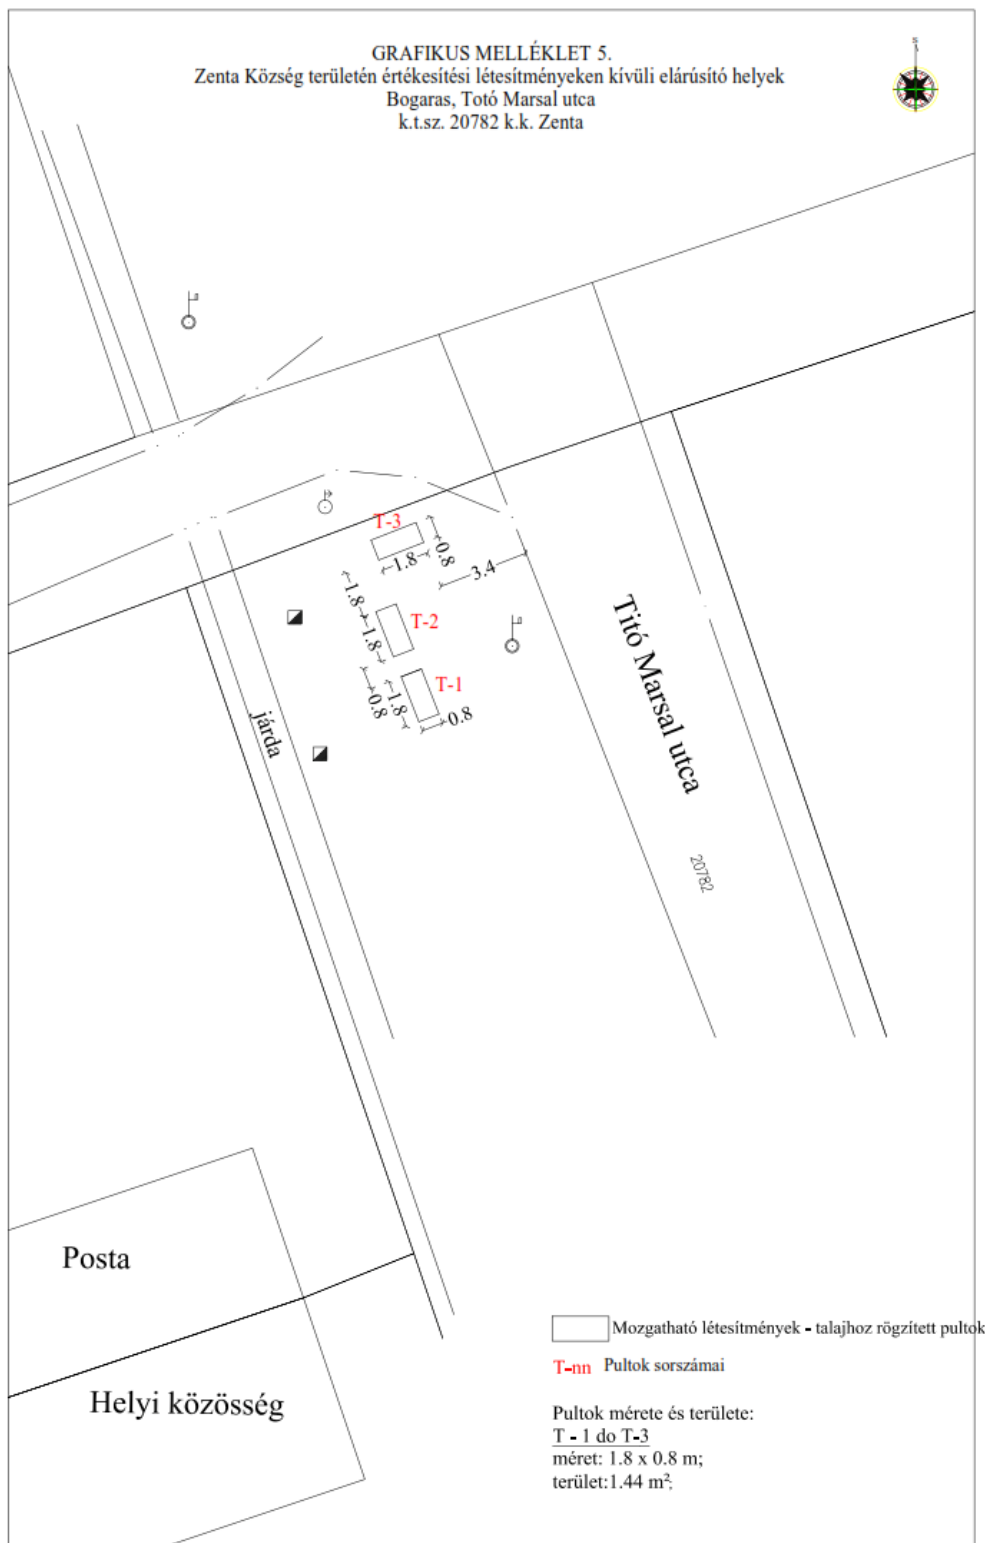 GRAFIKUS MELLÉKLET 5.
Zenta Község területén értékesítési létesítményeken kívüli elárúsító helyek
Bogaras, Totó Marsal utca
k.t.sz. 20782 k.k. Zenta
S
T-3
0.8
1.8
3.4
1.8
T-2
1.8
T-1
0.8
1.8
0.8
Titó Marsal utca
járda
20782
Posta
Helyi közösség
Mozgatható létesítmények - talajhoz rögzített pultok
T-nn Pultok sorszámai
Pultok mérete és területe:
T - 1 do T-3
méret: 1.8 x 0.8 m;
terület:1.44 m²;